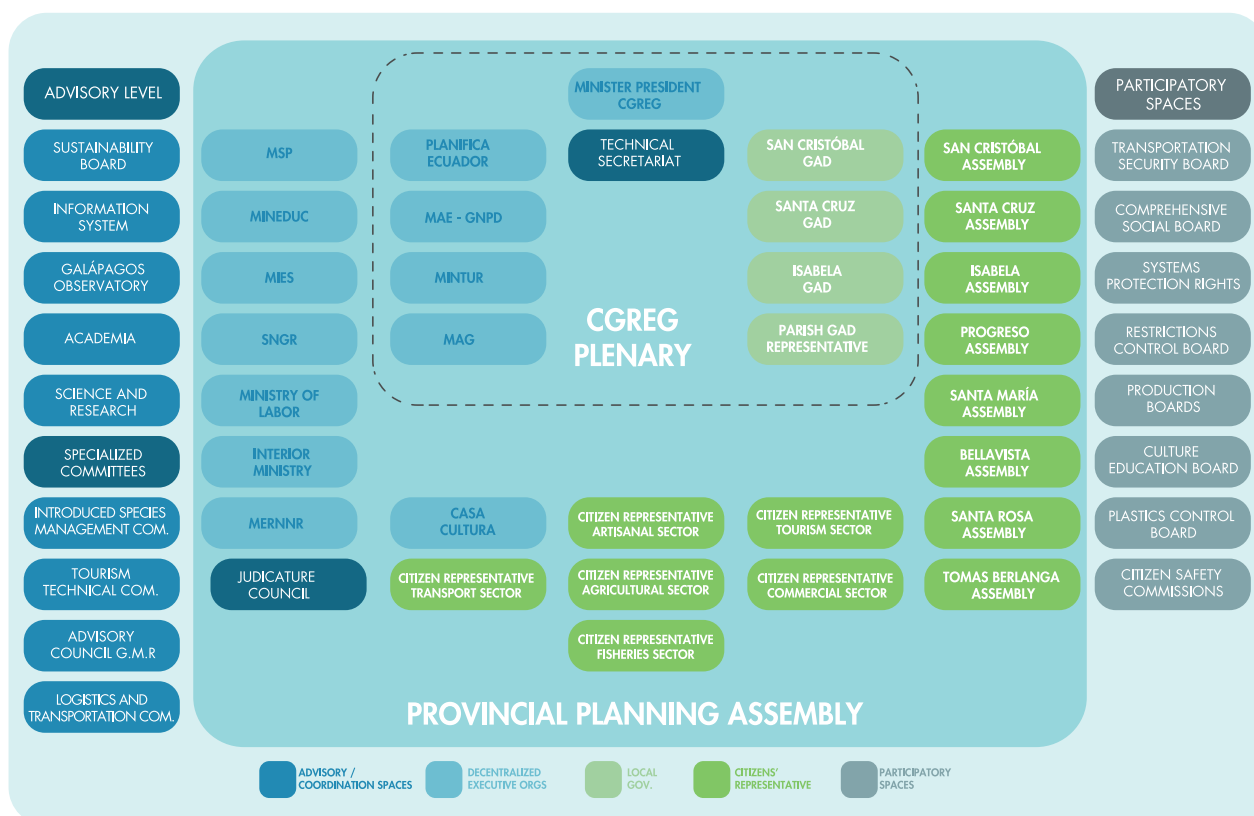 ADVISORY LEVEL
SUSTAINABILITY
BOARD
INFORMATION
SYSTEM
GALÁPAGOS
OBSERVATORY
ACADEMIA
SCIENCE AND
RESEARCH
SPECIALIZED
COMMITTEES
INTRODUCED SPECIES
MANAGEMENT COM.
TOURISM
TECHNICAL COM.
ADVISORY
COUNCIL G.M.R
LOGISTICS AND
TRANSPORTATION COM.
MSP
MINEDUC
MIES
SNGR
MINISTRY OF
LABOR
INTERIOR
MINISTRY
MERNNR
JUDICATURE
COUNCIL
MINISTER PRESIDENT
CGREG
TECHNICAL
SECRETARIAT
PLANIFICA
ECUADOR
MAE - GNPD
MINTUR
MAG
CGREG
PLENARY
SAN CRISTÓBAL
GAD
SANTA CRUZ
GAD
ISABELA
GAD
PARISH GAD
REPRESENTATIVE
CASA
CULTURA
CITIZEN REPRESENTATIVE
TRANSPORT SECTOR
CITIZEN REPRESENTATIVE
ARTISANAL SECTOR
CITIZEN REPRESENTATIVE
AGRICULTURAL SECTOR
CITIZEN REPRESENTATIVE
FISHERIES SECTOR
CITIZEN REPRESENTATIVE
TOURISM SECTOR
CITIZEN REPRESENTATIVE
COMMERCIAL SECTOR
SAN CRISTÓBAL
ASSEMBLY
SANTA CRUZ
ASSEMBLY
ISABELA
ASSEMBLY
PROGRESO
ASSEMBLY
SANTA MARÍA
ASSEMBLY
BELLAVISTA
ASSEMBLY
SANTA ROSA
ASSEMBLY
TOMAS BERLANGA
ASSEMBLY
PARTICIPATORY
SPACES
TRANSPORTATION
SECURITY BOARD
COMPREHENSIVE
SOCIAL BOARD
SYSTEMS
PROTECTION RIGHTS
RESTRICTIONS
CONTROL BOARD
PRODUCTION
BOARDS
CULTURE
EDUCATION BOARD
PLASTICS CONTROL
BOARD
CITIZEN SAFETY
COMMISSIONS
PROVINCIAL PLANNING ASSEMBLY
ADVISORY /
COORDINATION SPACES
DECENTRALIZED
EXECUTIVE ORGS
LOCAL
GOV.
CITIZENS'
REPRESENTATIVE
PARTICIPATORY
SPACES